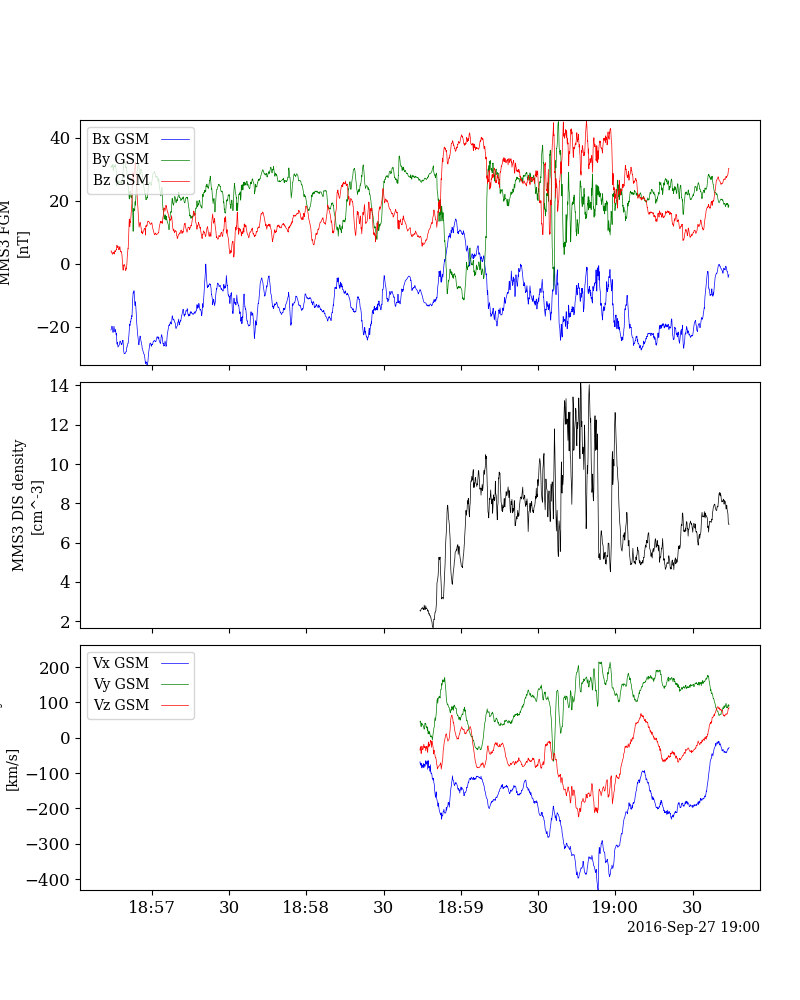 40
20
0
−20
MMS3 FGM
[nT]
Bx GSM
By GSM
Bz GSM
14
12
10
8
6
4
2
MMS3 DIS density
[cm^-3]
200
100
0
−100
−200
−300
−400
[km/s]
Vx GSM
Vy GSM
Vz GSM
18:57
30
18:58
30
18:59
30
19:00
30
2016-Sep-27 19:00